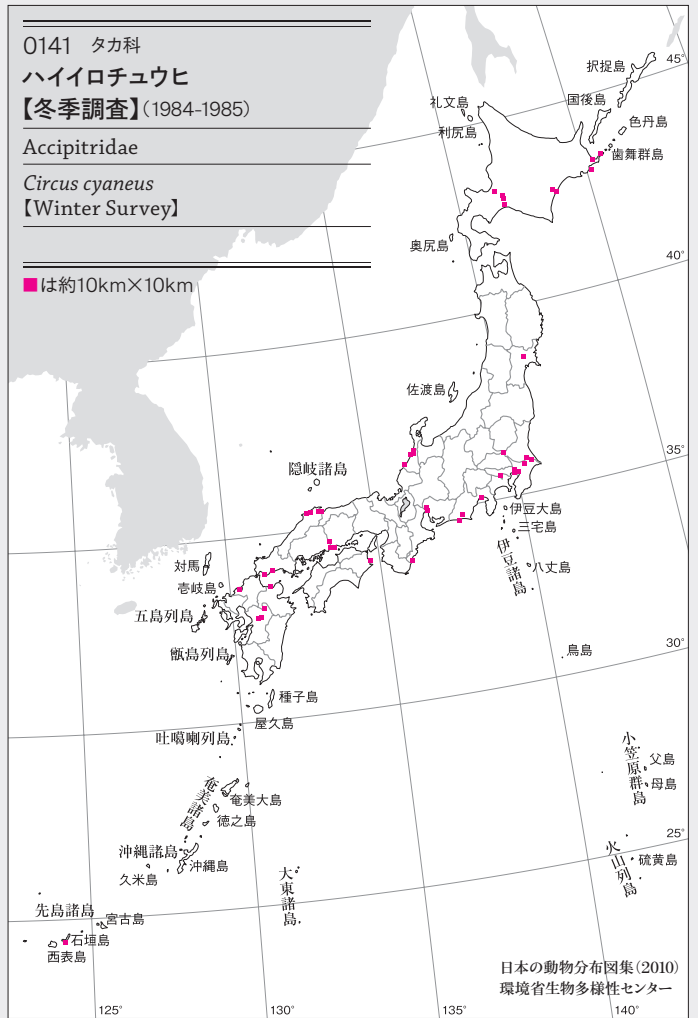 0141 タカ科
ハイイロチュウヒ
【冬季調査】(1984-1985)
Accipitridae
Circus cyaneus
【Winter Survey】
■は約10km×10km
択捉島
45°
国後島
礼文島
色丹島
利尻島
歯舞群島
奥尻島
40°
佐渡島
35°
隠岐諸島
伊豆大島
三宅島
伊豆諸島
八丈島
対馬
壱岐島
五島列島
甑島列島
鳥島
30°
種子島
屋久島
吐噶喇列島
小笠原群島
父島
母島
奄美諸島
奄美大島
徳之島
25°
沖縄諸島
沖縄島
久米島
火山列島
硫黄島
大東諸島
先島諸島
宮古島
石垣島
西表島
日本の動物分布図集(2010)
環境省生物多様性センター
125°
130°
135°
140°